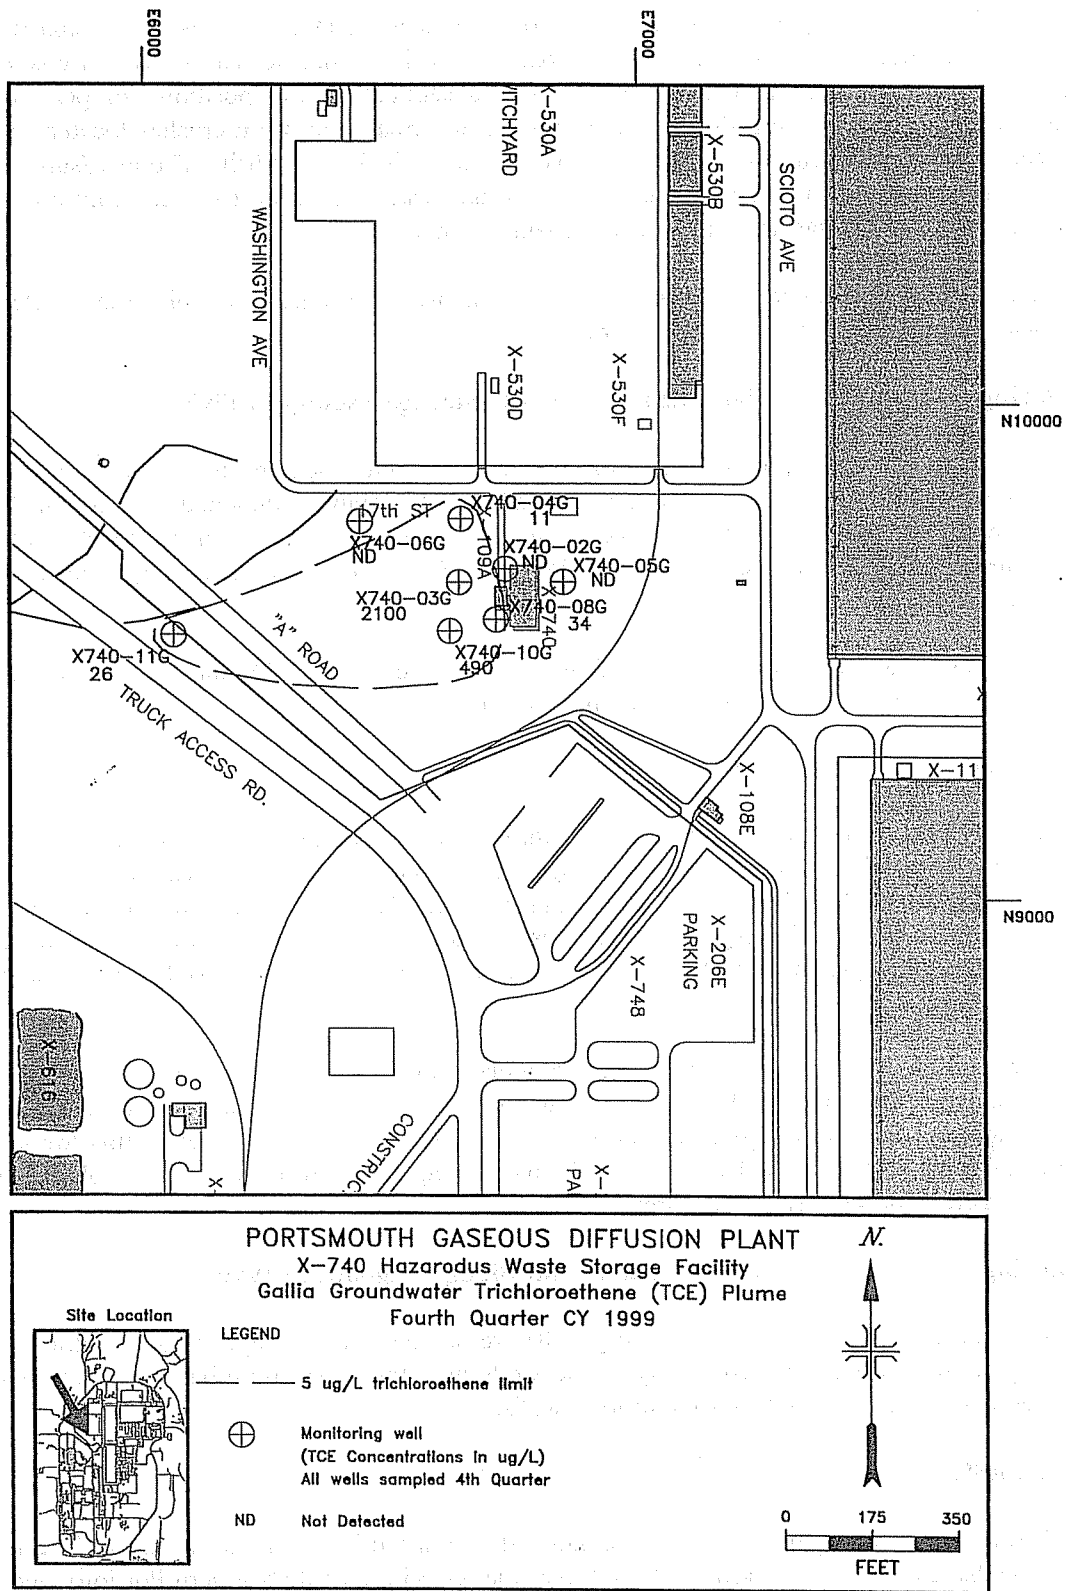 E6000
E7000
K-530A
VITCHYARD
X-530B
SCIOTO AVE
WASHINGTON AVE
X-530D
X-530F
N10000
17th ST
X740-04G
11
X740-06G
ND
X-109A
X740-02G
ND
X740-05G
ND
X740-03G
2100
X740-08G
34
X740
X740-10G
490
X740-11G
26
"A" ROAD
TRUCK ACCESS RD.
X-11
X-108E
N9000
X-206E
PARKING
X-748
X-616
CONSTRUC
X-
X-
PA
PORTSMOUTH GASEOUS DIFFUSION PLANT
X-740 Hazarodus Waste Storage Facility
Gallia Groundwater Trichloroethene (TCE) Plume
Fourth Quarter CY 1999
N.
Site Location
LEGEND
5 ug/L trichloroethene limit
Monitoring well
(TCE Concentrations in ug/L)
All wells sampled 4th Quarter
ND Not Detected
0 175 350
FEET